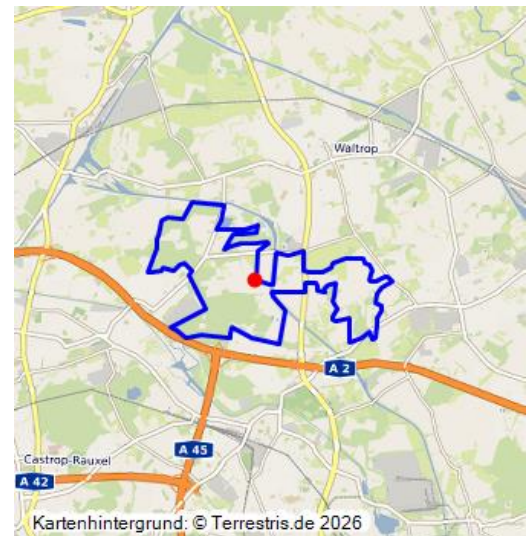 Waltrop
A 2
A 45
Castrop-Rauxel
A 42
Kartenhintergrund: © Terrestris.de 2026